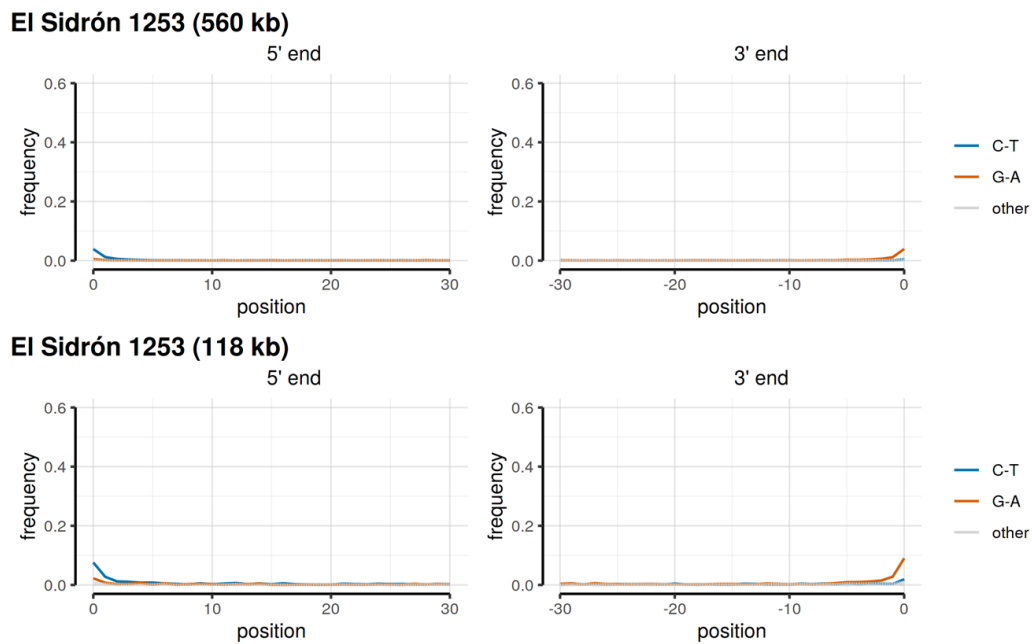 El Sidrón 1253 (560 kb)
5' end
3' end
0.6
0.4
0.2
0.0
frequency
0
10
20
30
position
0.6
0.4
0.2
0.0
frequency
-30
-20
-10
0
position
C-T
G-A
other
El Sidrón 1253 (118 kb)
5' end
3' end
0.6
0.4
0.2
0.0
frequency
0
10
20
30
position
0.6
0.4
0.2
0.0
frequency
-30
-20
-10
0
position
C-T
G-A
other